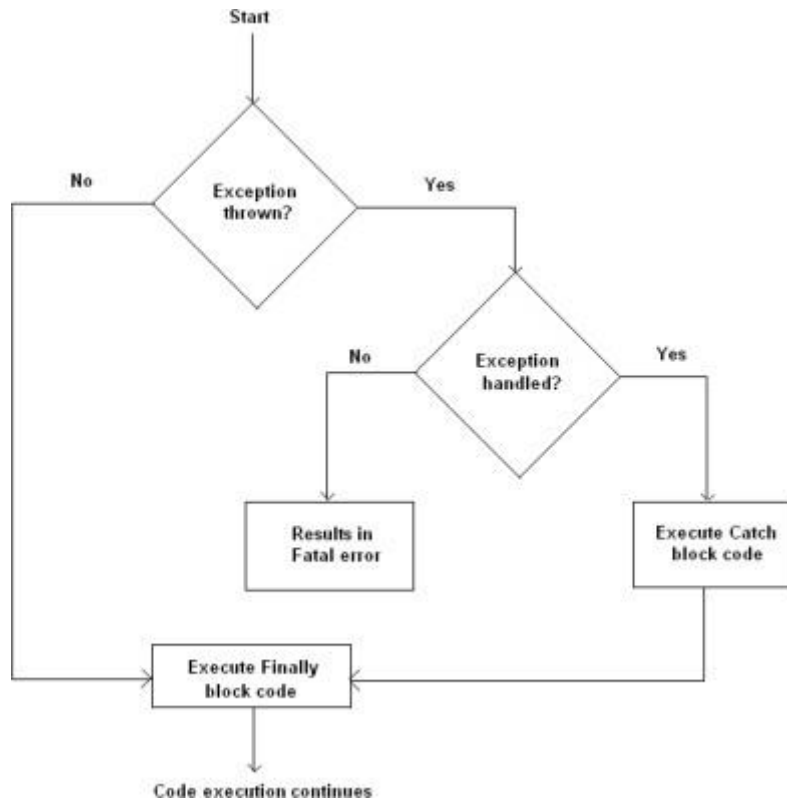 Start
No
Yes
Exception
thrown?
No
Yes
Exception
handled?
Results in
Fatal error
Execute Catch
block code
Execute Finally
block code
Code execution continues